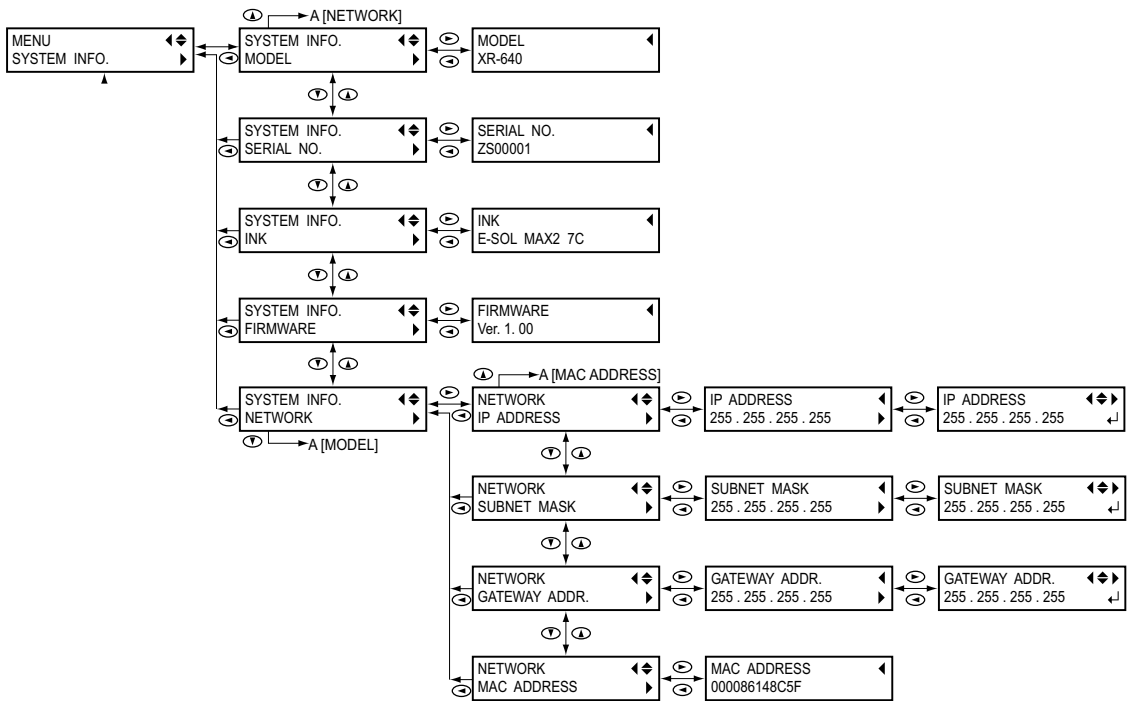 A [NETWORK]
MENU
SYSTEM INFO.
SYSTEM INFO.
MODEL
MODEL
XR-640
SYSTEM INFO.
SERIAL NO.
SERIAL NO.
ZS00001
SYSTEM INFO.
INK
INK
E-SOL MAX2 7C
SYSTEM INFO.
FIRMWARE
FIRMWARE
Ver. 1. 00
SYSTEM INFO.
NETWORK
A [MODEL]
A [MAC ADDRESS]
NETWORK
IP ADDRESS
IP ADDRESS
255 . 255 . 255 . 255
IP ADDRESS
255 . 255 . 255 . 255
NETWORK
SUBNET MASK
SUBNET MASK
255 . 255 . 255 . 255
SUBNET MASK
255 . 255 . 255 . 255
NETWORK
GATEWAY ADDR.
GATEWAY ADDR.
255 . 255 . 255 . 255
GATEWAY ADDR.
255 . 255 . 255 . 255
NETWORK
MAC ADDRESS
MAC ADDRESS
000086148C5F